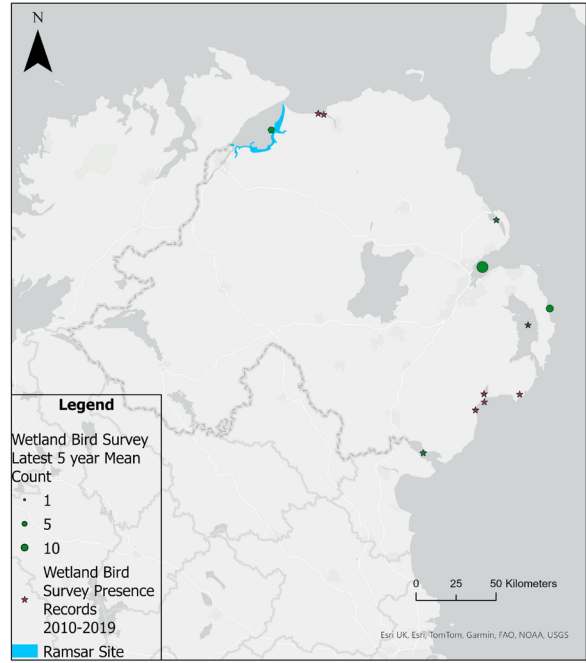 N
Legend
Wetland Bird Survey
Latest 5 year Mean
Count
1
5
10
Wetland Bird
Survey Presence
Records
2010-2019
Ramsar Site
0 25 50 Kilometers
Esri UK, Esri, TomTom, Garmin, FAO, NOAA, USGS